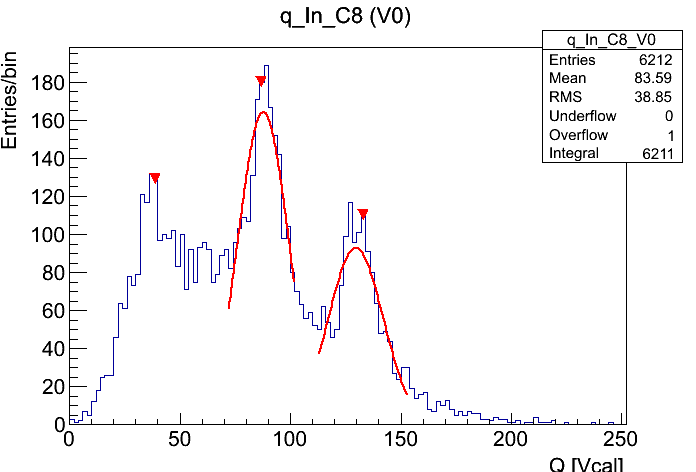 q_In_C8 (V0)
q_In_C8_V0
Entries 6212
Mean 83.59
RMS 38.85
Underflow 0
Overflow 1
Integral 6211
Entries/bin
180
160
140
120
100
80
60
40
20
0
0 50 100 150 200 250
Q [Vcal]